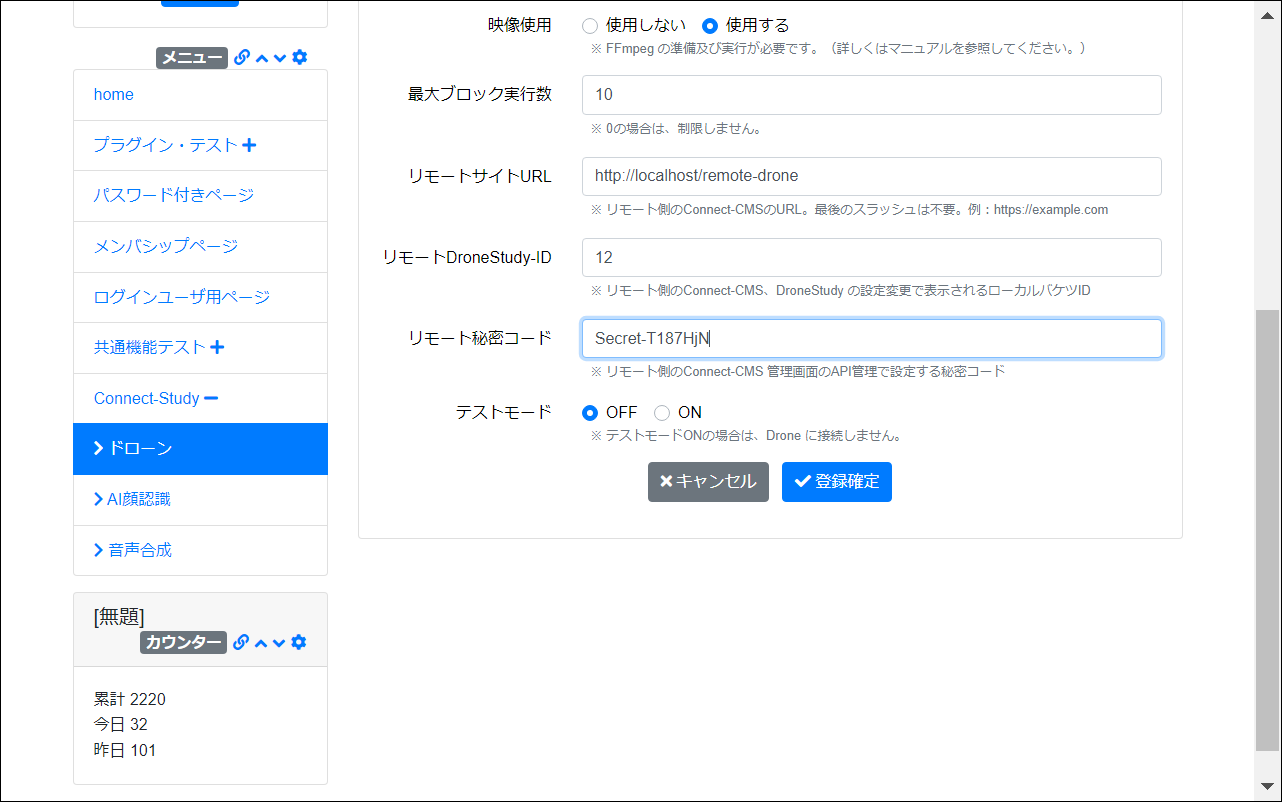 メニュー
home
プラグイン・テスト
パスワード付きページ
メンバシップページ
ログインユーザ用ページ
共通機能テスト
Connect-Study
ドローン
AI顔認識
音声合成
[無題]
カウンター
累計 2220
今日 32
昨日 101
映像使用 使用しない 使用する
※ FFmpeg の準備及び実行が必要です。（詳しくはマニュアルを参照してください。）
最大ブロック実行数 10
※ 0の場合は、制限しません。
リモートサイトURL http://localhost/remote-drone
※ リモート側のConnect-CMSのURL。最後のスラッシュは不要。例：https://example.com
リモートDroneStudy-ID 12
※ リモート側のConnect-CMS、DroneStudy の設定変更で表示されるローカルバケツID
リモート秘密コード Secret-T187HjN
※ リモート側のConnect-CMS 管理画面のAPI管理で設定する秘密コード
テストモード OFF ON
※ テストモードONの場合は、Drone に接続しません。
キャンセル 登録確定